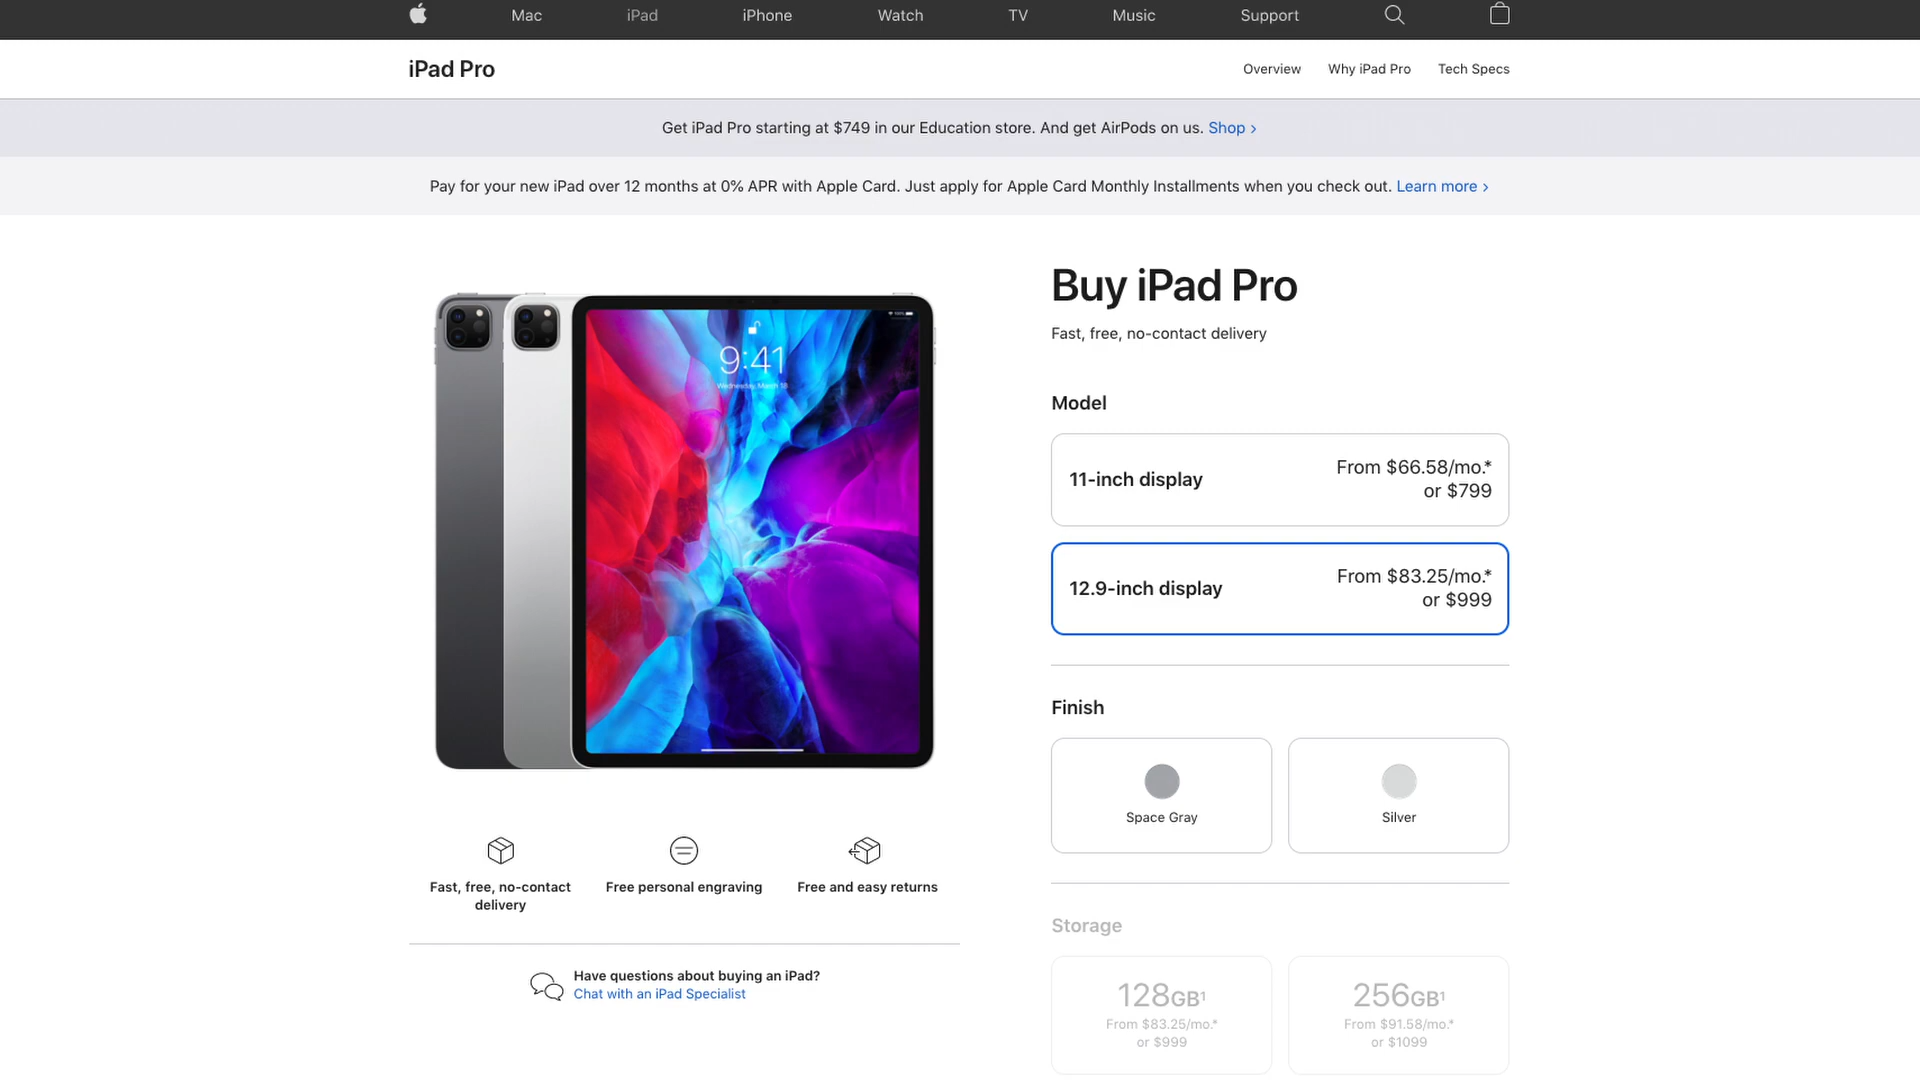 Mac iPad iPhone Watch TV Music Support
iPad Pro
Overview Why iPad Pro Tech Specs
Get iPad Pro starting at $749 in our Education store. And get AirPods on us. Shop >
Pay for your new iPad over 12 months at 0% APR with Apple Card. Just apply for Apple Card Monthly Installments when you check out. Learn more >
9:41
Wednesday, March 18
Fast, free, no-contact
delivery
Free personal engraving
Free and easy returns
Have questions about buying an iPad?
Chat with an iPad Specialist
Buy iPad Pro
Fast, free, no-contact delivery
Model
11-inch display
From $66.58/mo.*
or $799
12.9-inch display
From $83.25/mo.*
or $999
Finish
Space Gray
Silver
Storage
128GB¹
From $83.25/mo.*
or $999
256GB¹
From $91.58/mo.*
or $1099